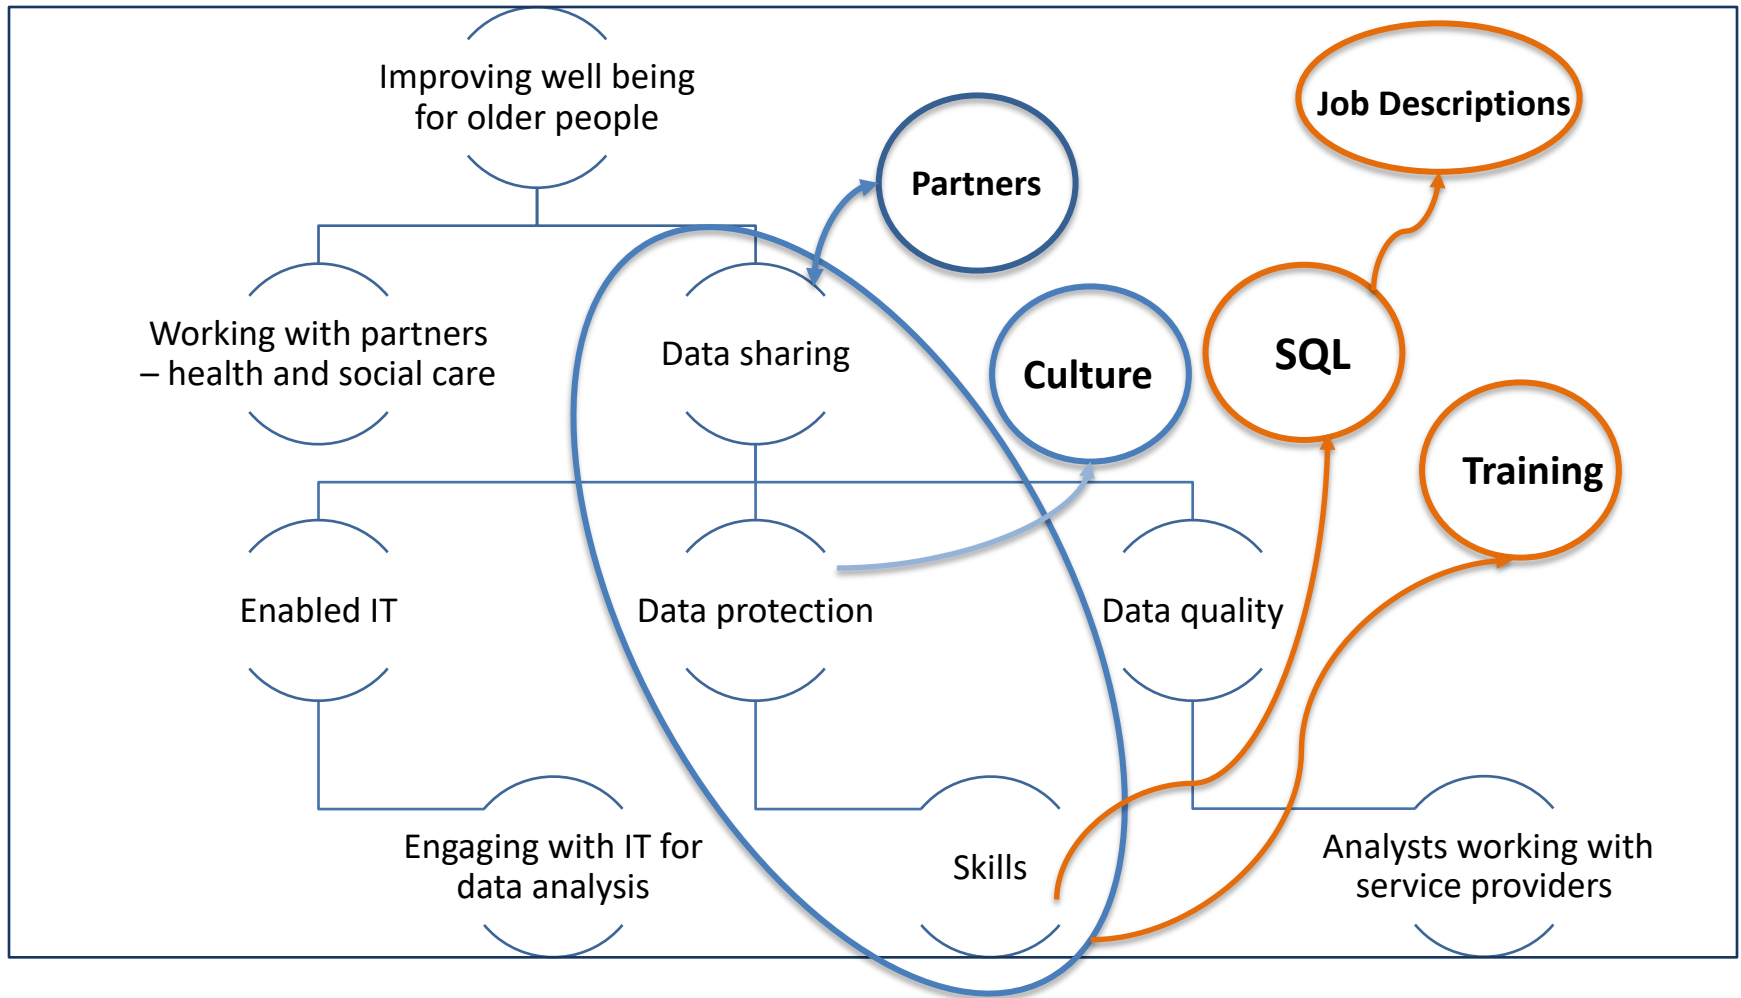 Improving well being
for older people
Job Descriptions
Partners
Working with partners
– health and social care
Data sharing
Culture
SQL
Training
Enabled IT
Data protection
Data quality
Engaging with IT for
data analysis
Skills
Analysts working with
service providers